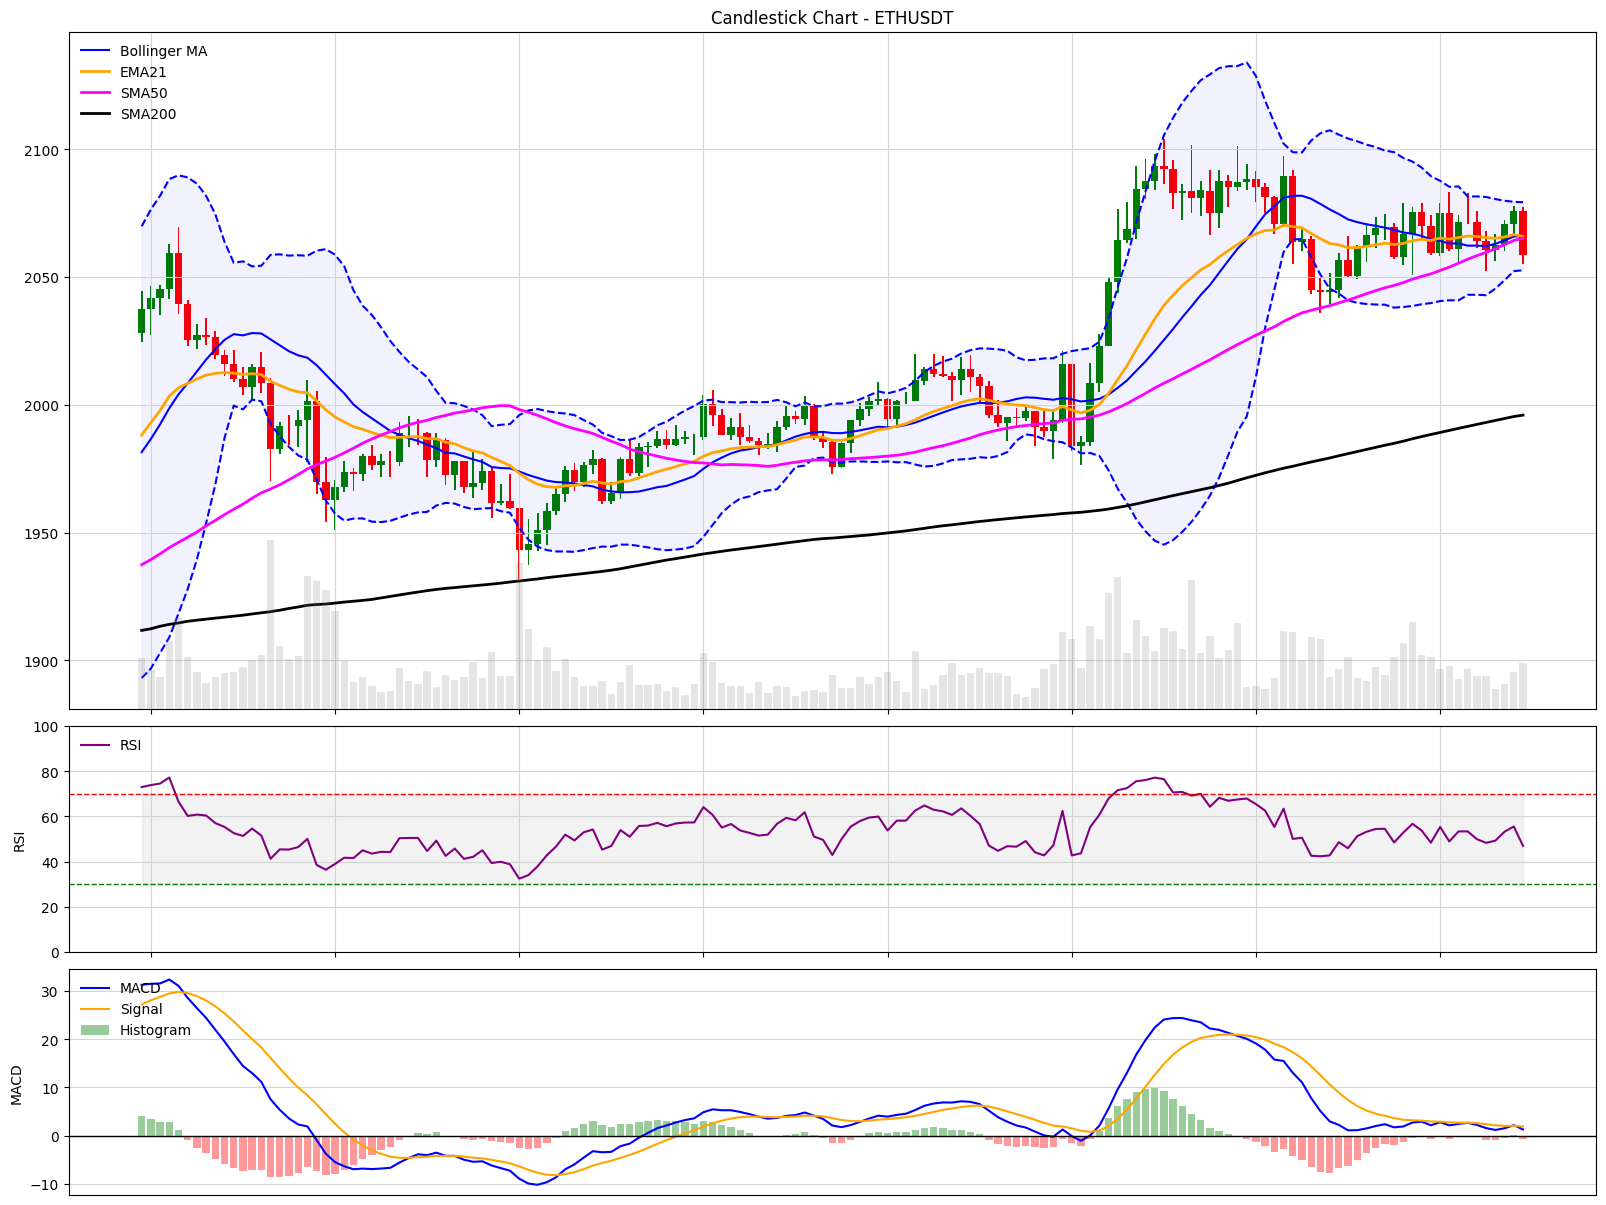 Candlestick Chart - ETHUSDT
Bollinger MA
EMA21
SMA50
SMA200
2100
2050
2000
1950
1900
100
80
60
40
20
0
RSI
RSI
30
20
10
0
−10
MACD
MACD
Signal
Histogram